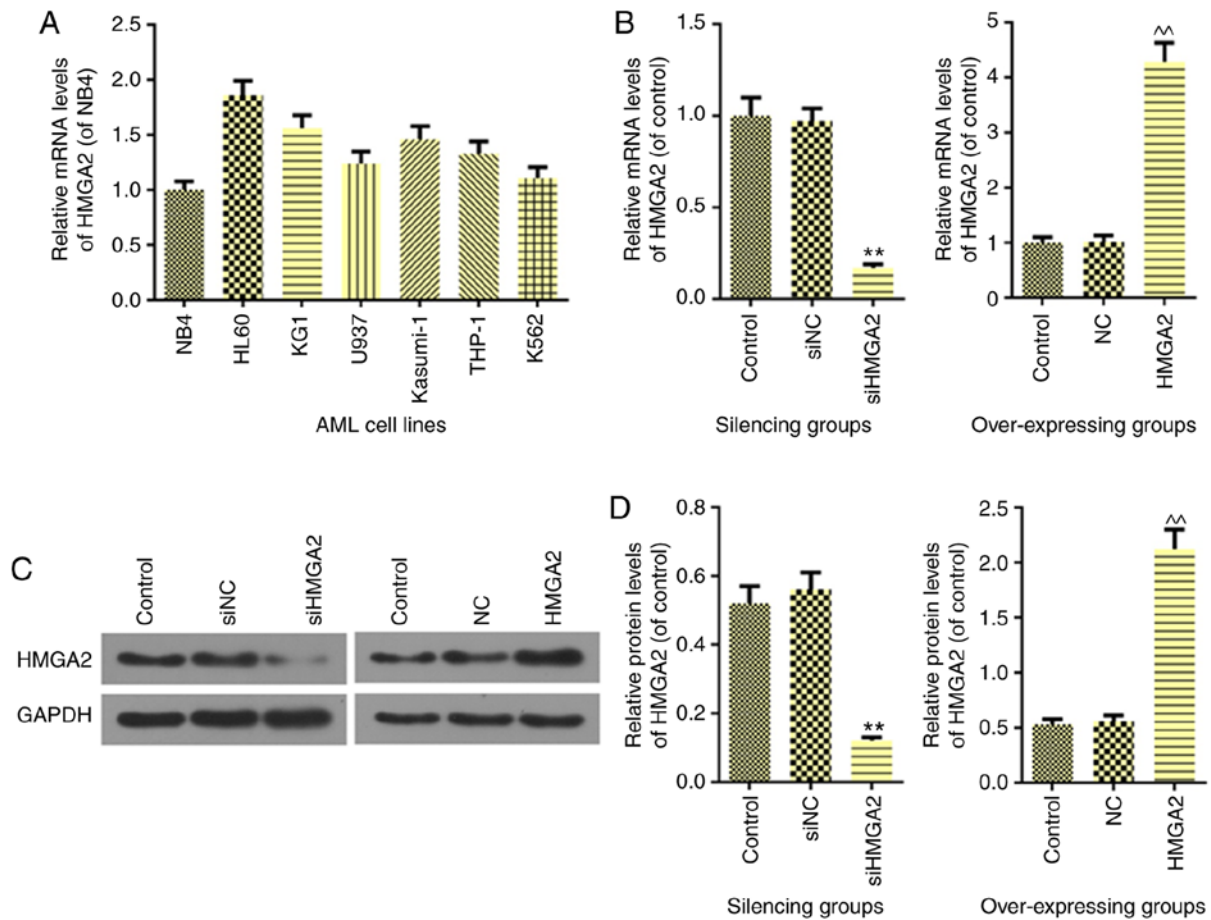 A
Relative mRNA levels
of HMGA2 (of NB4)
2.5
2.0
1.5
1.0
0.5
0.0
NB4
HL60
KG1
U937
Kasumi-1
THP-1
K562
AML cell lines
B
Relative mRNA levels
of HMGA2 (of control)
1.5
1.0
0.5
0.0
**
Control
siNC
siHMGA2
Silencing groups
Relative mRNA levels
of HMGA2 (of control)
5
4
3
2
1
0
^^
Control
NC
HMGA2
Over-expressing groups
C
Control
siNC
siHMGA2
Control
NC
HMGA2
HMGA2
GAPDH
D
Relative protein levels
of HMGA2 (of control)
0.8
0.6
0.4
0.2
0.0
**
Control
siNC
siHMGA2
Silencing groups
Relative protein levels
of HMGA2 (of control)
2.5
2.0
1.5
1.0
0.5
0.0
^^
Control
NC
HMGA2
Over-expressing groups